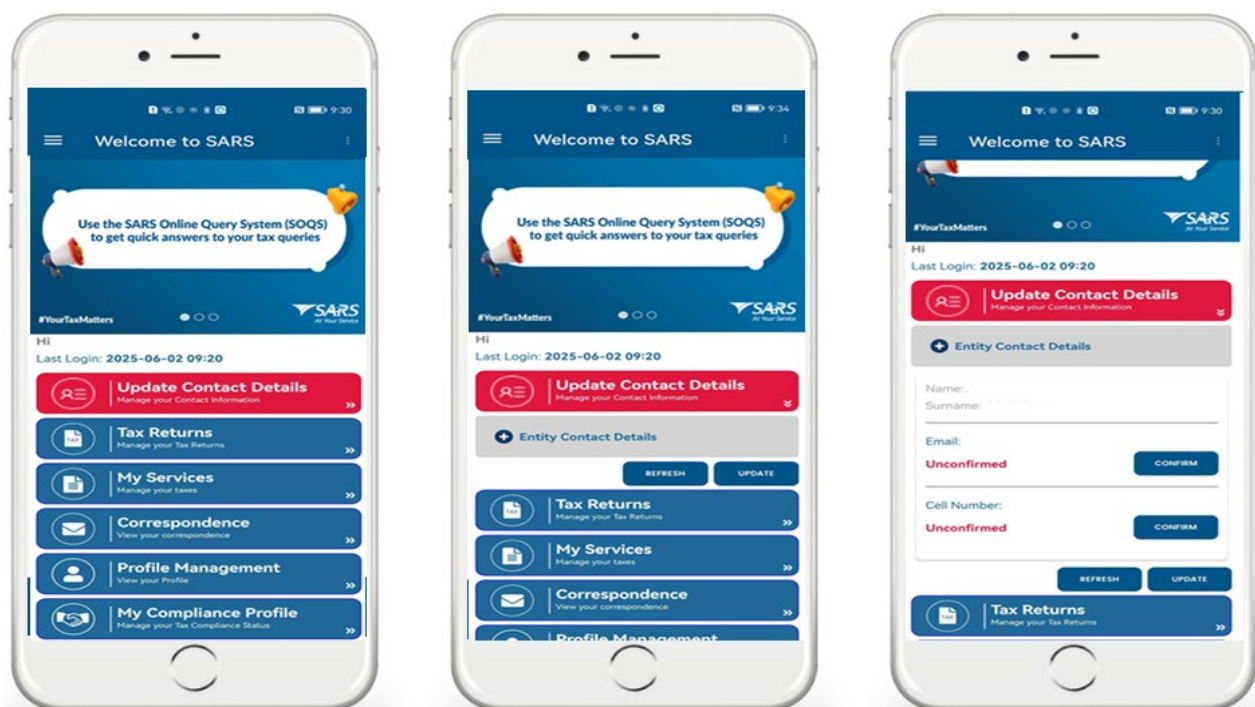 9:30
Welcome to SARS
Use the SARS Online Query System (SOQS)
to get quick answers to your tax queries
#YourTaxMatters
SARS
At Your Service
Hi
Last Login: 2025-06-02 09:20
Update Contact Details
Manage your Contact Information
TAX
Tax Returns
Manage your Tax Returns
My Services
Manage your taxes
Correspondence
View your correspondence
Profile Management
View your Profile
My Compliance Profile
Manage your Tax Compliance Status
9:34
Welcome to SARS
Use the SARS Online Query System (SOQS)
to get quick answers to your tax queries
#YourTaxMatters
SARS
At Your Service
Hi
Last Login: 2025-06-02 09:20
Update Contact Details
Manage your Contact Information
Entity Contact Details
REFRESH UPDATE
TAX
Tax Returns
Manage your Tax Returns
My Services
Manage your taxes
Correspondence
View your correspondence
Profile Management
9:30
Welcome to SARS
#YourTaxMatters
SARS
At Your Service
Hi
Last Login: 2025-06-02 09:20
Update Contact Details
Manage your Contact Information
Entity Contact Details
Name: .
Surname:
Email:
Unconfirmed CONFIRM
Cell Number:
Unconfirmed CONFIRM
REFRESH UPDATE
TAX
Tax Returns
Manage your Tax Returns